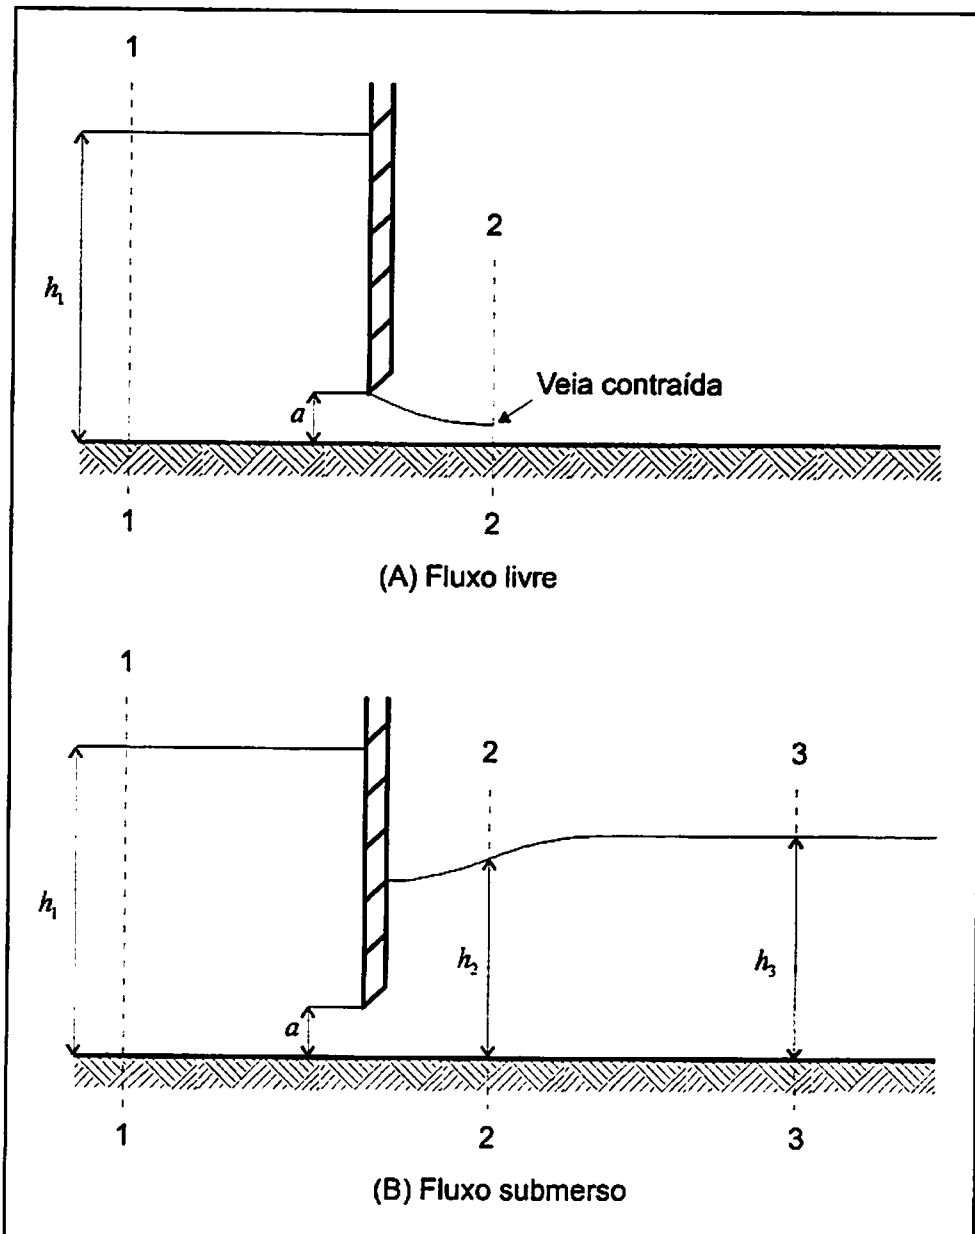 1
2
h₁
Veia contraída
a
1
2
(A) Fluxo livre
1
2
3
h₁
h₂
h₃
a
1
2
3
(B) Fluxo submerso